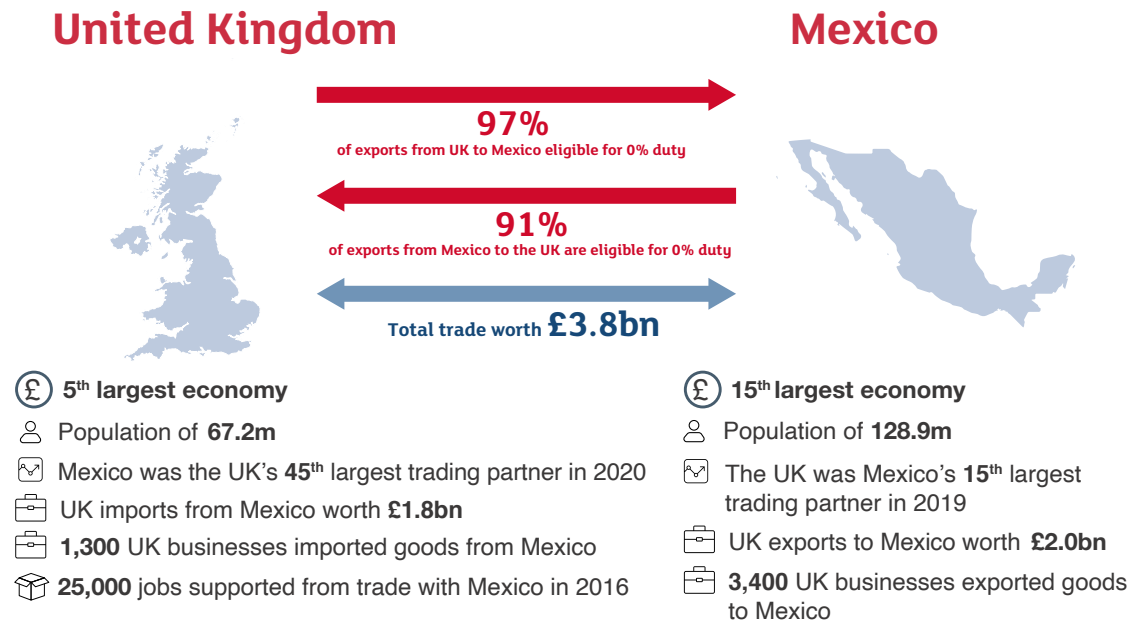 United Kingdom
Mexico
97%
of exports from UK to Mexico eligible for 0% duty
91%
of exports from Mexico to the UK are eligible for 0% duty
Total trade worth £3.8bn
£ 5th largest economy
Population of 67.2m
Mexico was the UK's 45th largest trading partner in 2020
UK imports from Mexico worth £1.8bn
1,300 UK businesses imported goods from Mexico
25,000 jobs supported from trade with Mexico in 2016
£ 15th largest economy
Population of 128.9m
The UK was Mexico's 15th largest
trading partner in 2019
UK exports to Mexico worth £2.0bn
3,400 UK businesses exported goods
to Mexico